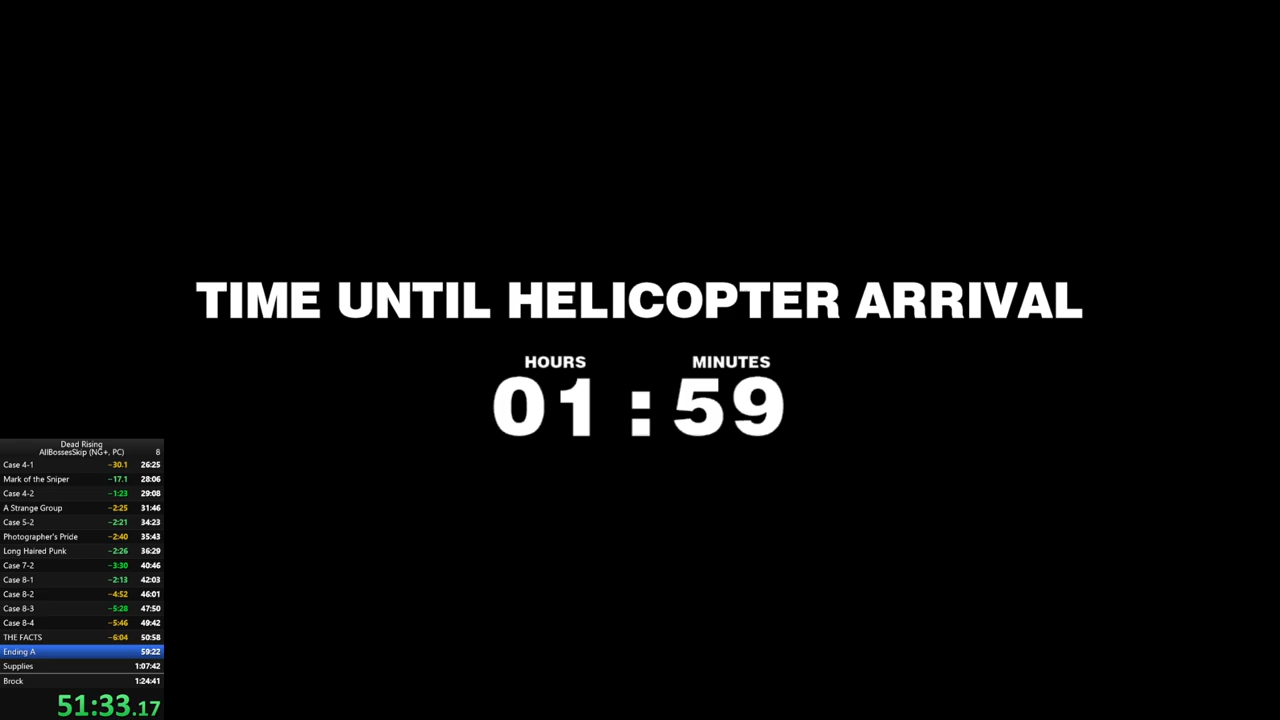 TIME UNTIL HELICOPTER ARRIVAL
HOURS MINUTES
01 : 59
Dead Rising
AllBossesSkip (NG+, PC) 8
Case 4-1 −30.1 26:25
Mark of the Sniper −17.1 28:06
Case 4-2 −1:23 29:08
A Strange Group −2:25 31:46
Case 5-2 −2:21 34:23
Photographer's Pride −2:40 35:43
Long Haired Punk −2:26 36:29
Case 7-2 −3:30 40:46
Case 8-1 −2:13 42:03
Case 8-2 −4:52 46:01
Case 8-3 −5:28 47:50
Case 8-4 −5:46 49:42
THE FACTS −6:04 50:58
Ending A 59:22
Supplies 1:07:42
Brock 1:24:41
51:33.17